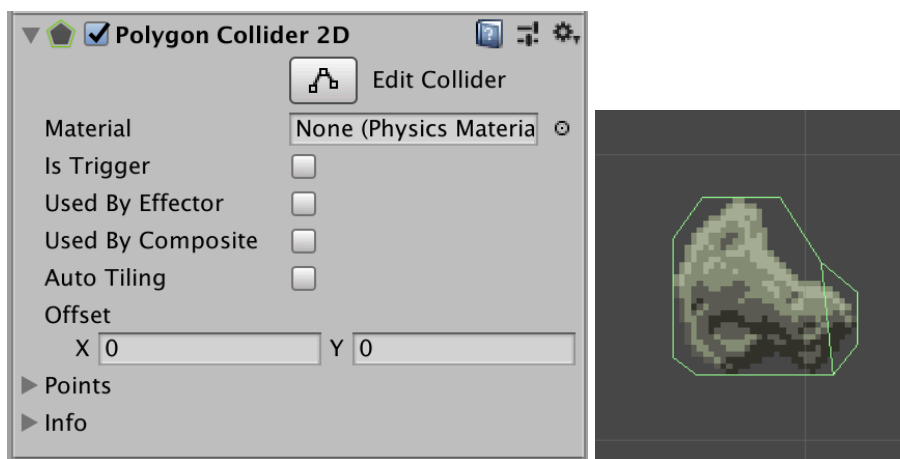 Polygon Collider 2D
Edit Collider
Material None (Physics Materia
Is Trigger
Used By Effector
Used By Composite
Auto Tiling
Offset
X 0 Y 0
Points
Info